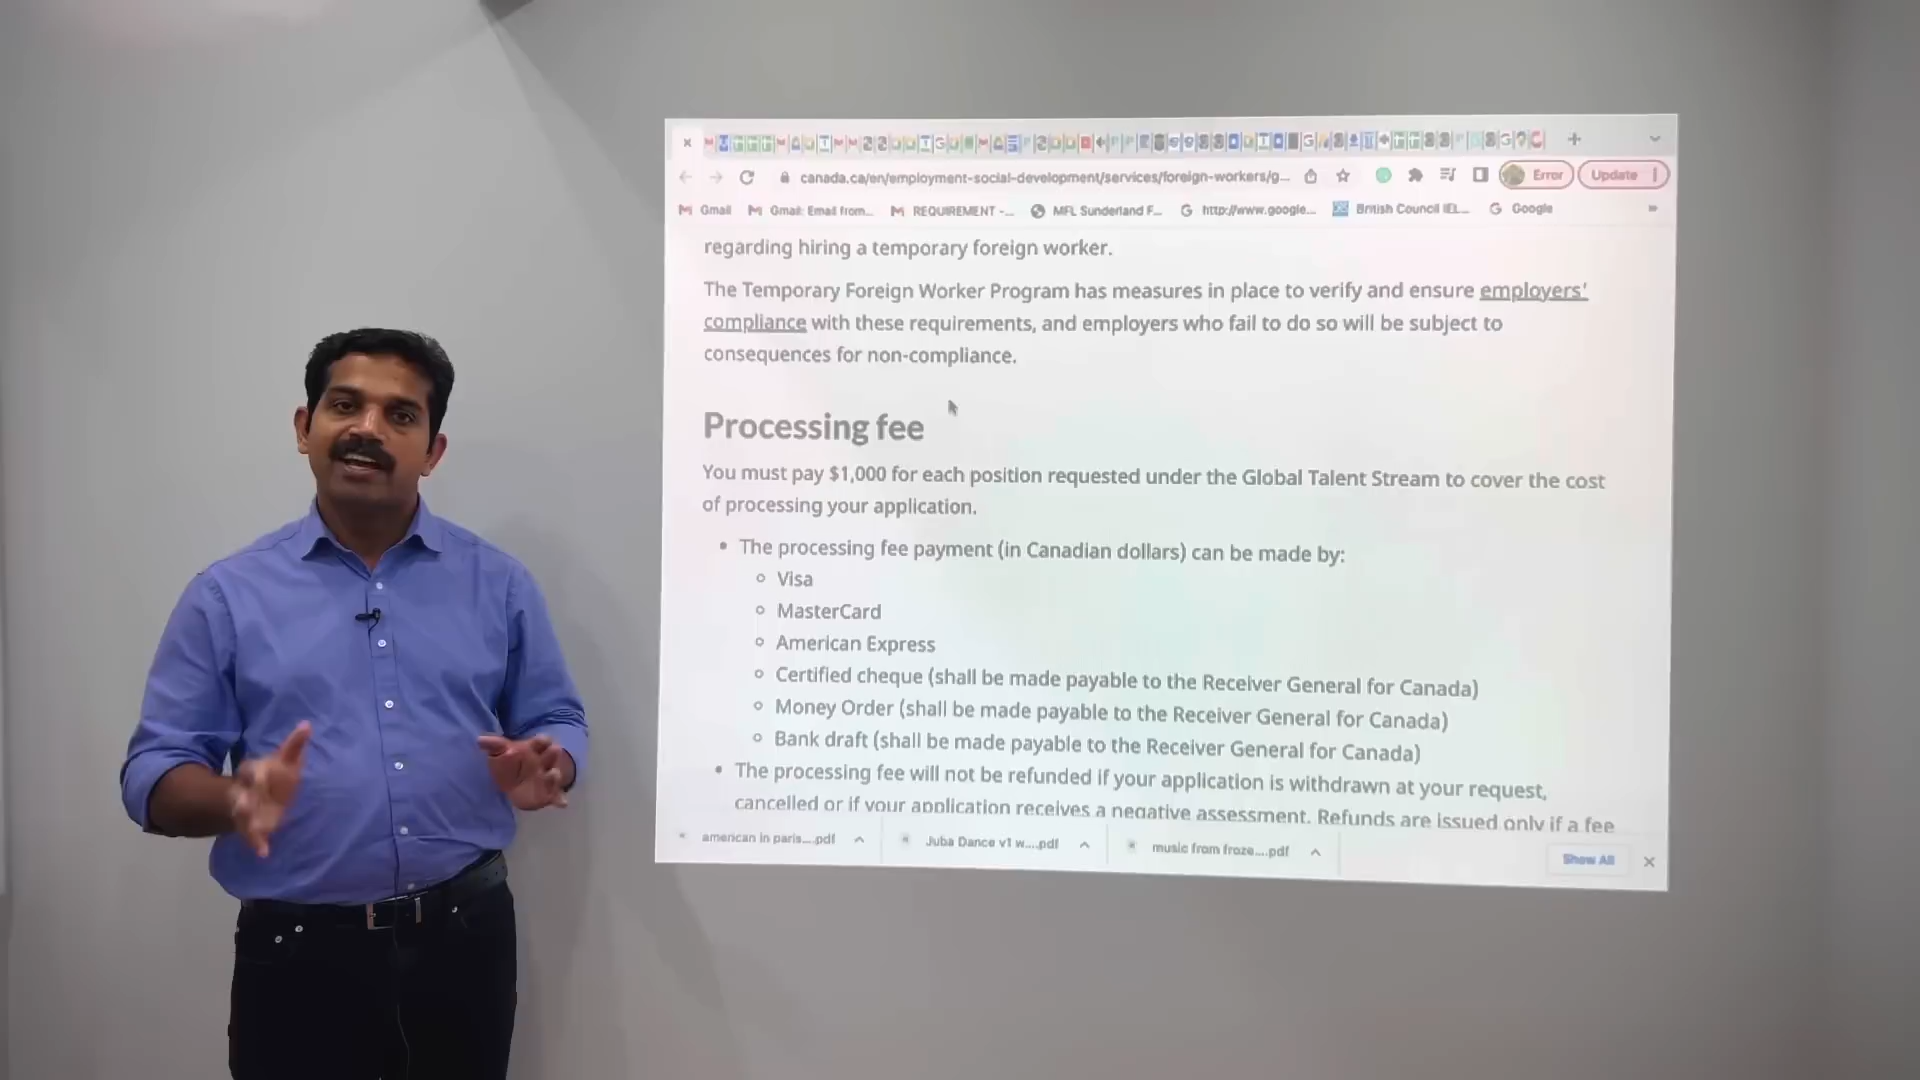 canada.ca/en/employment-social-development/services/foreign-workers/g...
Error
Update
Gmail
Gmail: Email from...
REQUIREMENT -...
MFL Sunderland F...
http://www.google...
British Council IEL...
Google
regarding hiring a temporary foreign worker.
The Temporary Foreign Worker Program has measures in place to verify and ensure employers'
compliance with these requirements, and employers who fail to do so will be subject to
consequences for non-compliance.
Processing fee
You must pay $1,000 for each position requested under the Global Talent Stream to cover the cost
of processing your application.
The processing fee payment (in Canadian dollars) can be made by:
Visa
MasterCard
American Express
Certified cheque (shall be made payable to the Receiver General for Canada)
Money Order (shall be made payable to the Receiver General for Canada)
Bank draft (shall be made payable to the Receiver General for Canada)
The processing fee will not be refunded if your application is withdrawn at your request,
cancelled or if your application receives a negative assessment. Refunds are issued only if a fee
american in paris....pdf
Juba Dance v1 w....pdf
music from froze....pdf
Show All